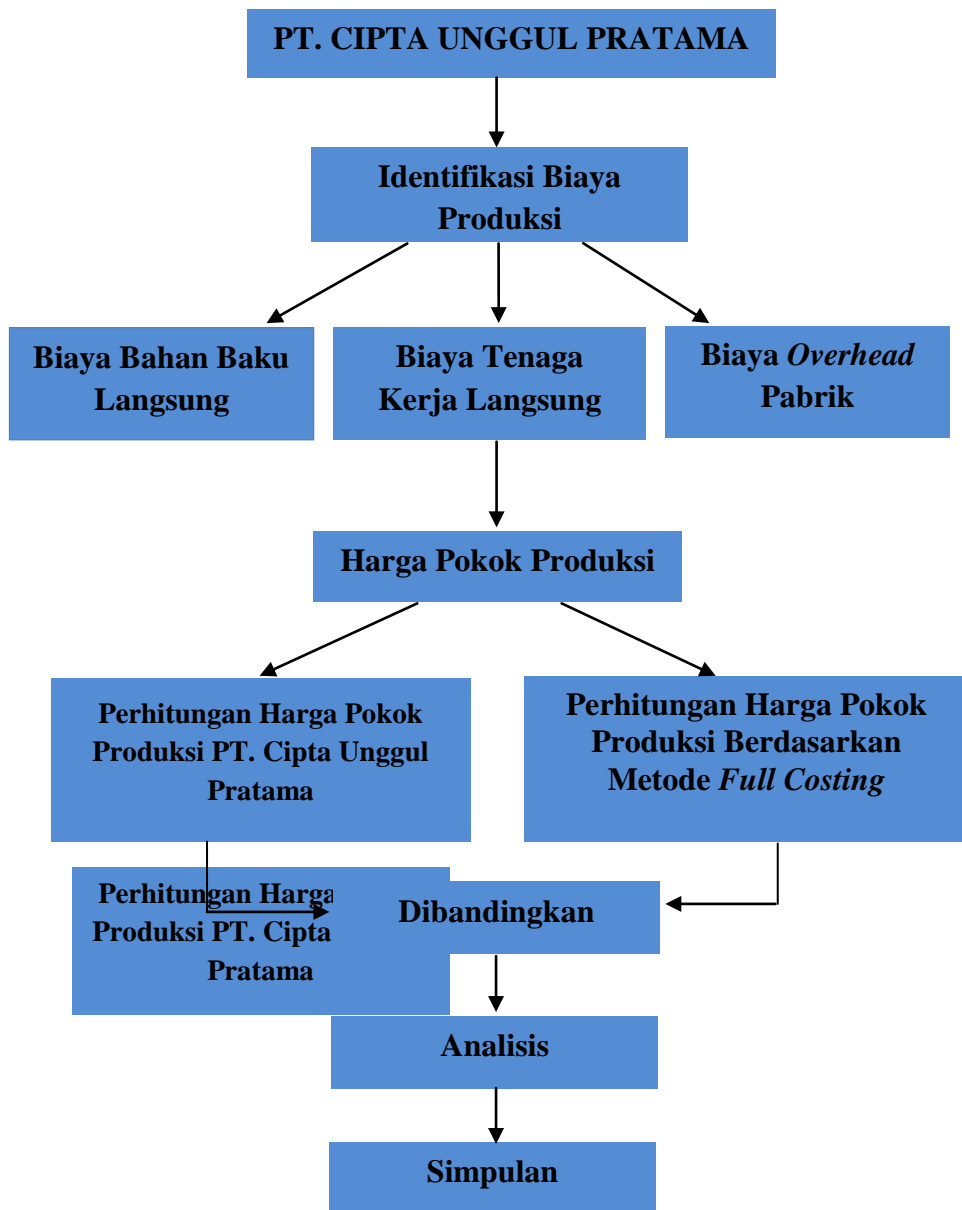 PT. CIPTA UNGGUL PRATAMA
Identifikasi Biaya
Produksi
Biaya Bahan Baku
Langsung
Biaya Tenaga
Kerja Langsung
Biaya Overhead
Pabrik
Harga Pokok Produksi
Perhitungan Harga Pokok
Produksi PT. Cipta Unggul
Pratama
Perhitungan Harga Pokok
Produksi Berdasarkan
Metode Full Costing
Perhitungan Harga
Produksi PT. Cipta
Pratama
Dibandingkan
Analisis
Simpulan